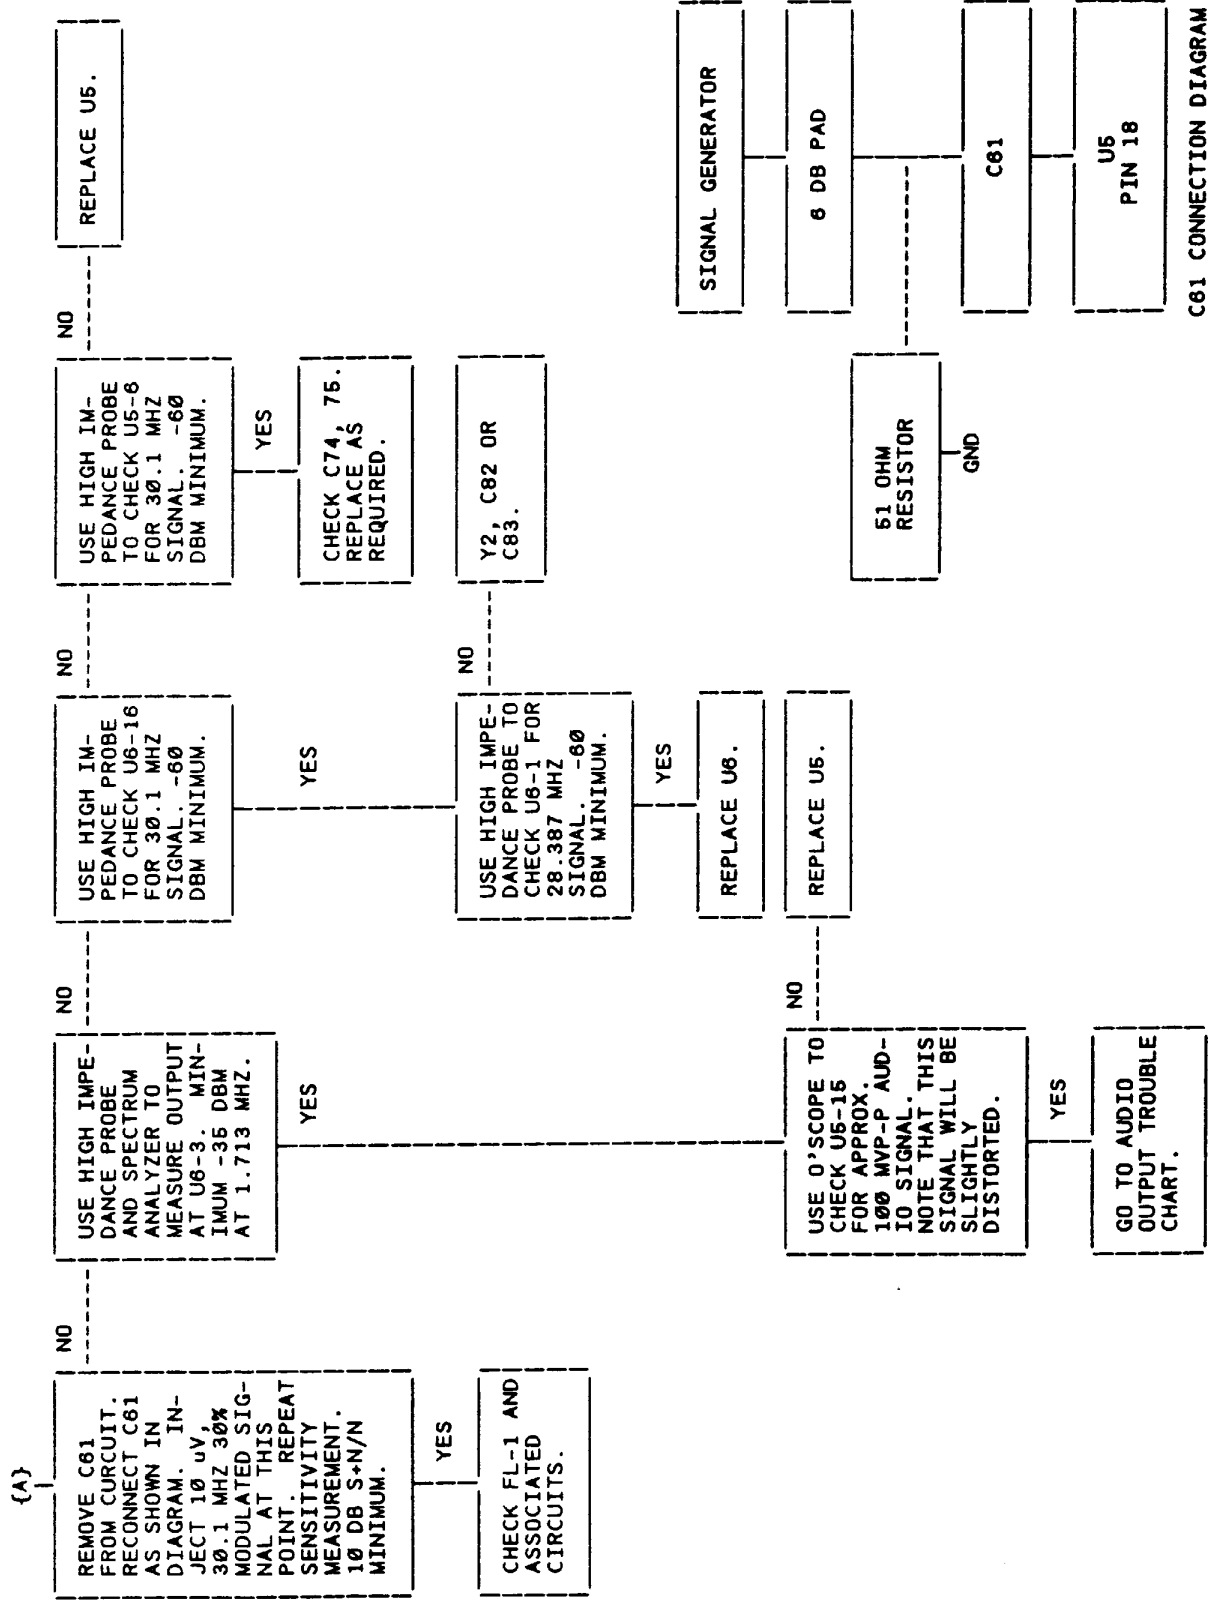 {A}
REMOVE C61
FROM CURCUIT.
RECONNECT C61
AS SHOWN IN
DIAGRAM. IN-
JECT 10 uV,
30.1 MHZ 30%
MODULATED SIG-
NAL AT THIS
POINT. REPEAT
SENSITIVITY
MEASUREMENT.
10 DB S+N/N
MINIMUM.
YES
CHECK FL-1 AND
ASSOCIATED
CIRCUITS.
NO
USE HIGH IMPE-
DANCE PROBE
AND SPECTRUM
ANALYZER TO
MEASURE OUTPUT
AT U6-3. MIN-
IMUM -35 DBM
AT 1.713 MHZ.
YES
USE O'SCOPE TO
CHECK U5-15
FOR APPROX.
100 MVP-P AUD-
IO SIGNAL.
NOTE THAT THIS
SIGNAL WILL BE
SLIGHTLY
DISTORTED.
YES
GO TO AUDIO
OUTPUT TROUBLE
CHART.
NO
REPLACE U5.
NO
USE HIGH IM-
PEDANCE PROBE
TO CHECK U6-16
FOR 30.1 MHZ
SIGNAL. -60
DBM MINIMUM.
YES
USE HIGH IMPE-
DANCE PROBE TO
CHECK U6-1 FOR
28.387 MHZ
SIGNAL. -60
DBM MINIMUM.
YES
REPLACE U6.
NO
Y2, C82 OR
C83.
NO
USE HIGH IM-
PEDANCE PROBE
TO CHECK U5-6
FOR 30.1 MHZ
SIGNAL. -60
DBM MINIMUM.
YES
CHECK C74, 75.
REPLACE AS
REQUIRED.
NO
REPLACE U5.
SIGNAL GENERATOR
6 DB PAD
51 OHM
RESISTOR
GND
C61
U5
PIN 18
C61 CONNECTION DIAGRAM